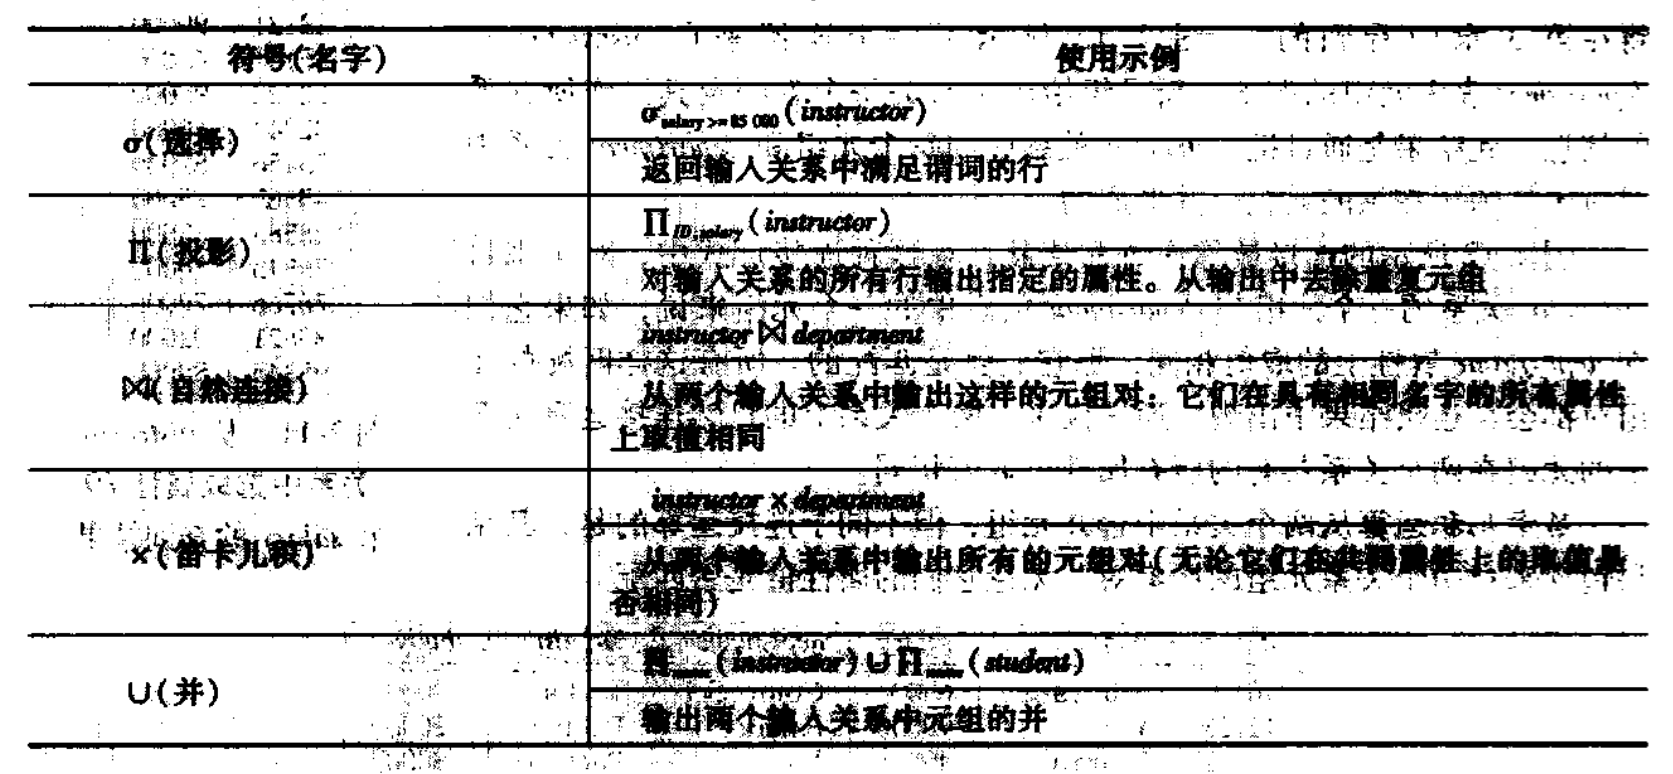 符号(名字) 使用示例
σ(选择)
σ salary >= 85 000 (instructor)
返回输入关系中满足谓词的行
Π(投影)
∏ ID, salary (instructor)
对输入关系的所有行输出指定的属性。从输出中去除重复元组
⋈(自然连接)
instructor ⋈ department
从两个输入关系中输出这样的元组对：它们在具有相同名字的所有属性
上取值相同
×(笛卡儿积)
instructor × department
从两个输入关系中输出所有的元组对(无论它们在共同属性上的取值是
否相同)
∪(并)
∏ name (instructor) ∪ ∏ name (student)
输出两个输入关系中元组的并